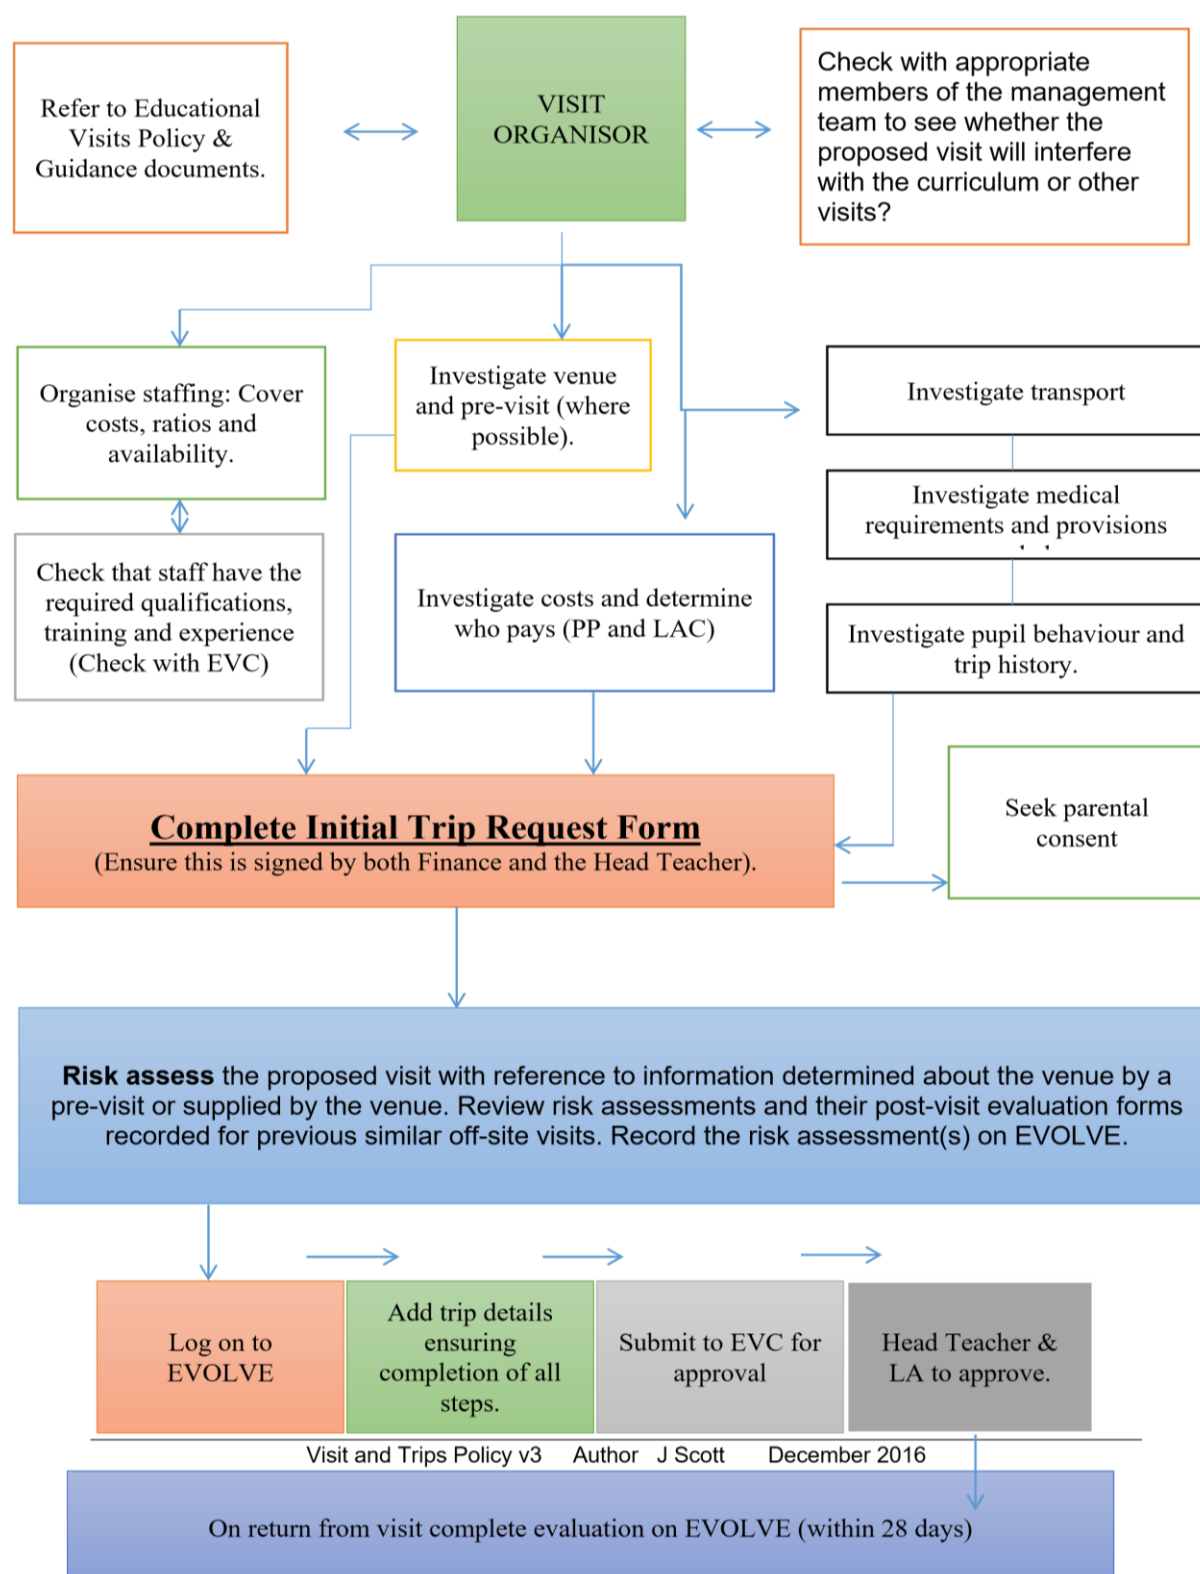 Refer to Educational
Visits Policy &
Guidance documents.
VISIT
ORGANISOR
Check with appropriate
members of the management
team to see whether the
proposed visit will interfere
with the curriculum or other
visits?
Organise staffing: Cover
costs, ratios and
availability.
Investigate venue
and pre-visit (where
possible).
Investigate transport
Investigate medical
requirements and provisions
Check that staff have the
required qualifications,
training and experience
(Check with EVC)
Investigate costs and determine
who pays (PP and LAC)
Investigate pupil behaviour and
trip history.
Complete Initial Trip Request Form
(Ensure this is signed by both Finance and the Head Teacher).
Seek parental
consent
Risk assess the proposed visit with reference to information determined about the venue by a
pre-visit or supplied by the venue. Review risk assessments and their post-visit evaluation forms
recorded for previous similar off-site visits. Record the risk assessment(s) on EVOLVE.
Log on to
EVOLVE
Add trip details
ensuring
completion of all
steps.
Submit to EVC for
approval
Head Teacher &
LA to approve.
Visit and Trips Policy v3 Author J Scott December 2016
On return from visit complete evaluation on EVOLVE (within 28 days)